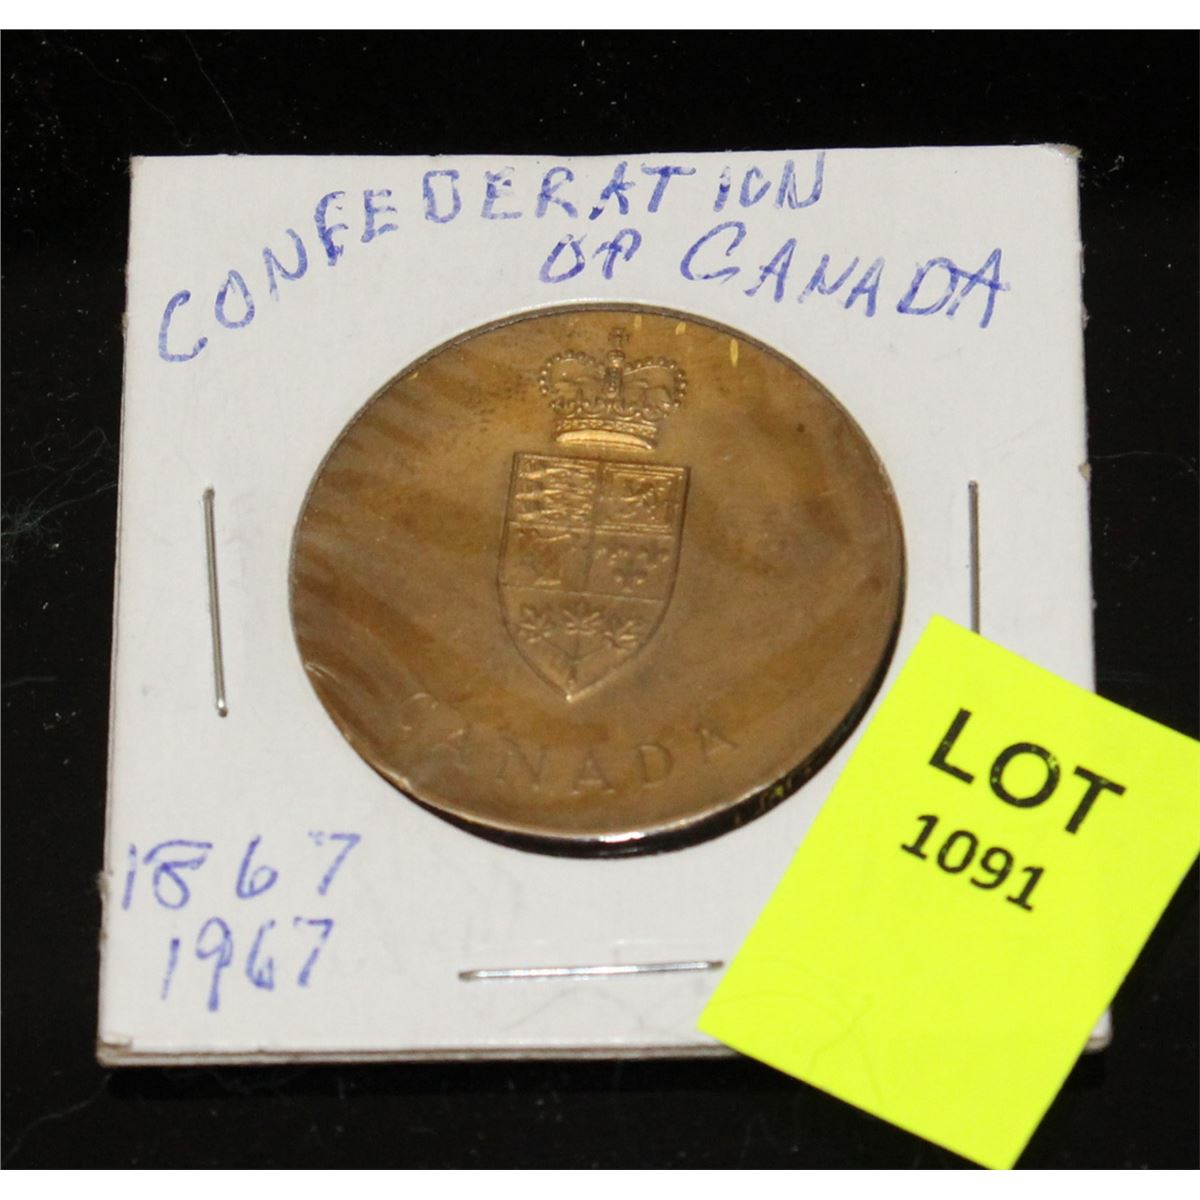 CONFEDERATION
OF CANADA
CANADA
1867
1967
LOT
1091